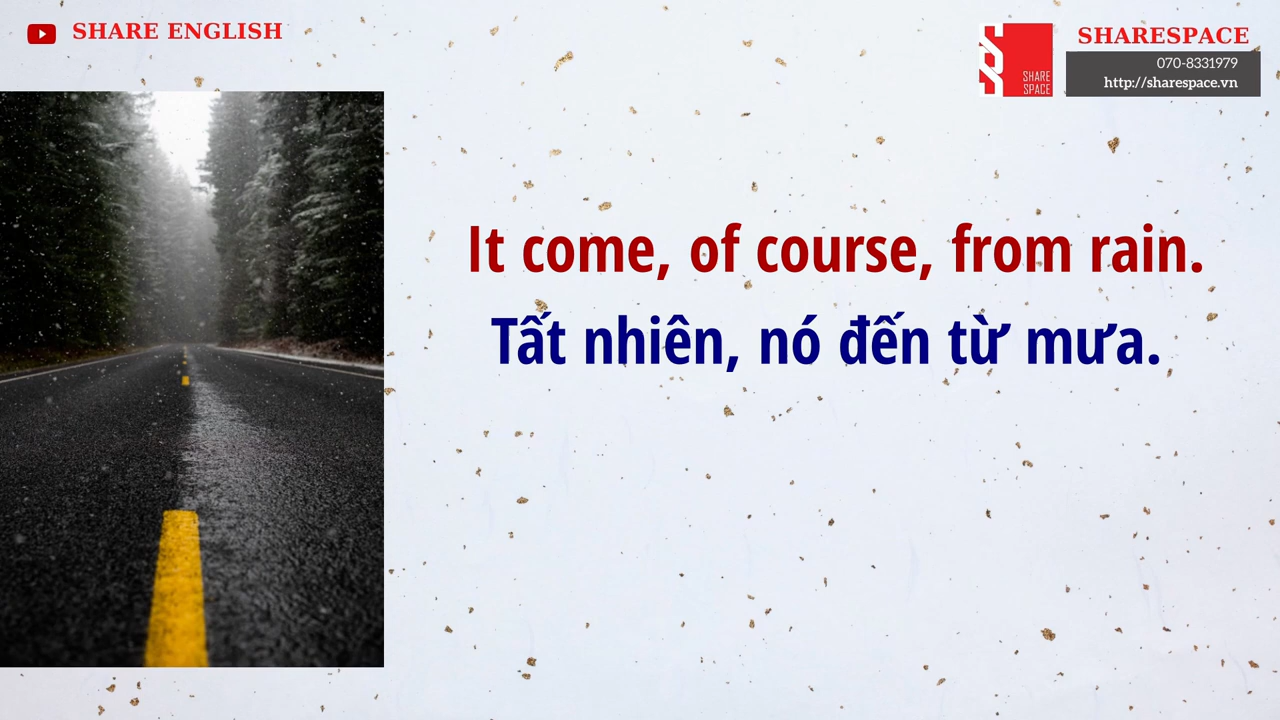 SHARE ENGLISH
SHARESPACE
070-8331979
http://sharespace.vn
SHARE
SPACE
It come, of course, from rain.
Tất nhiên, nó đến từ mưa.